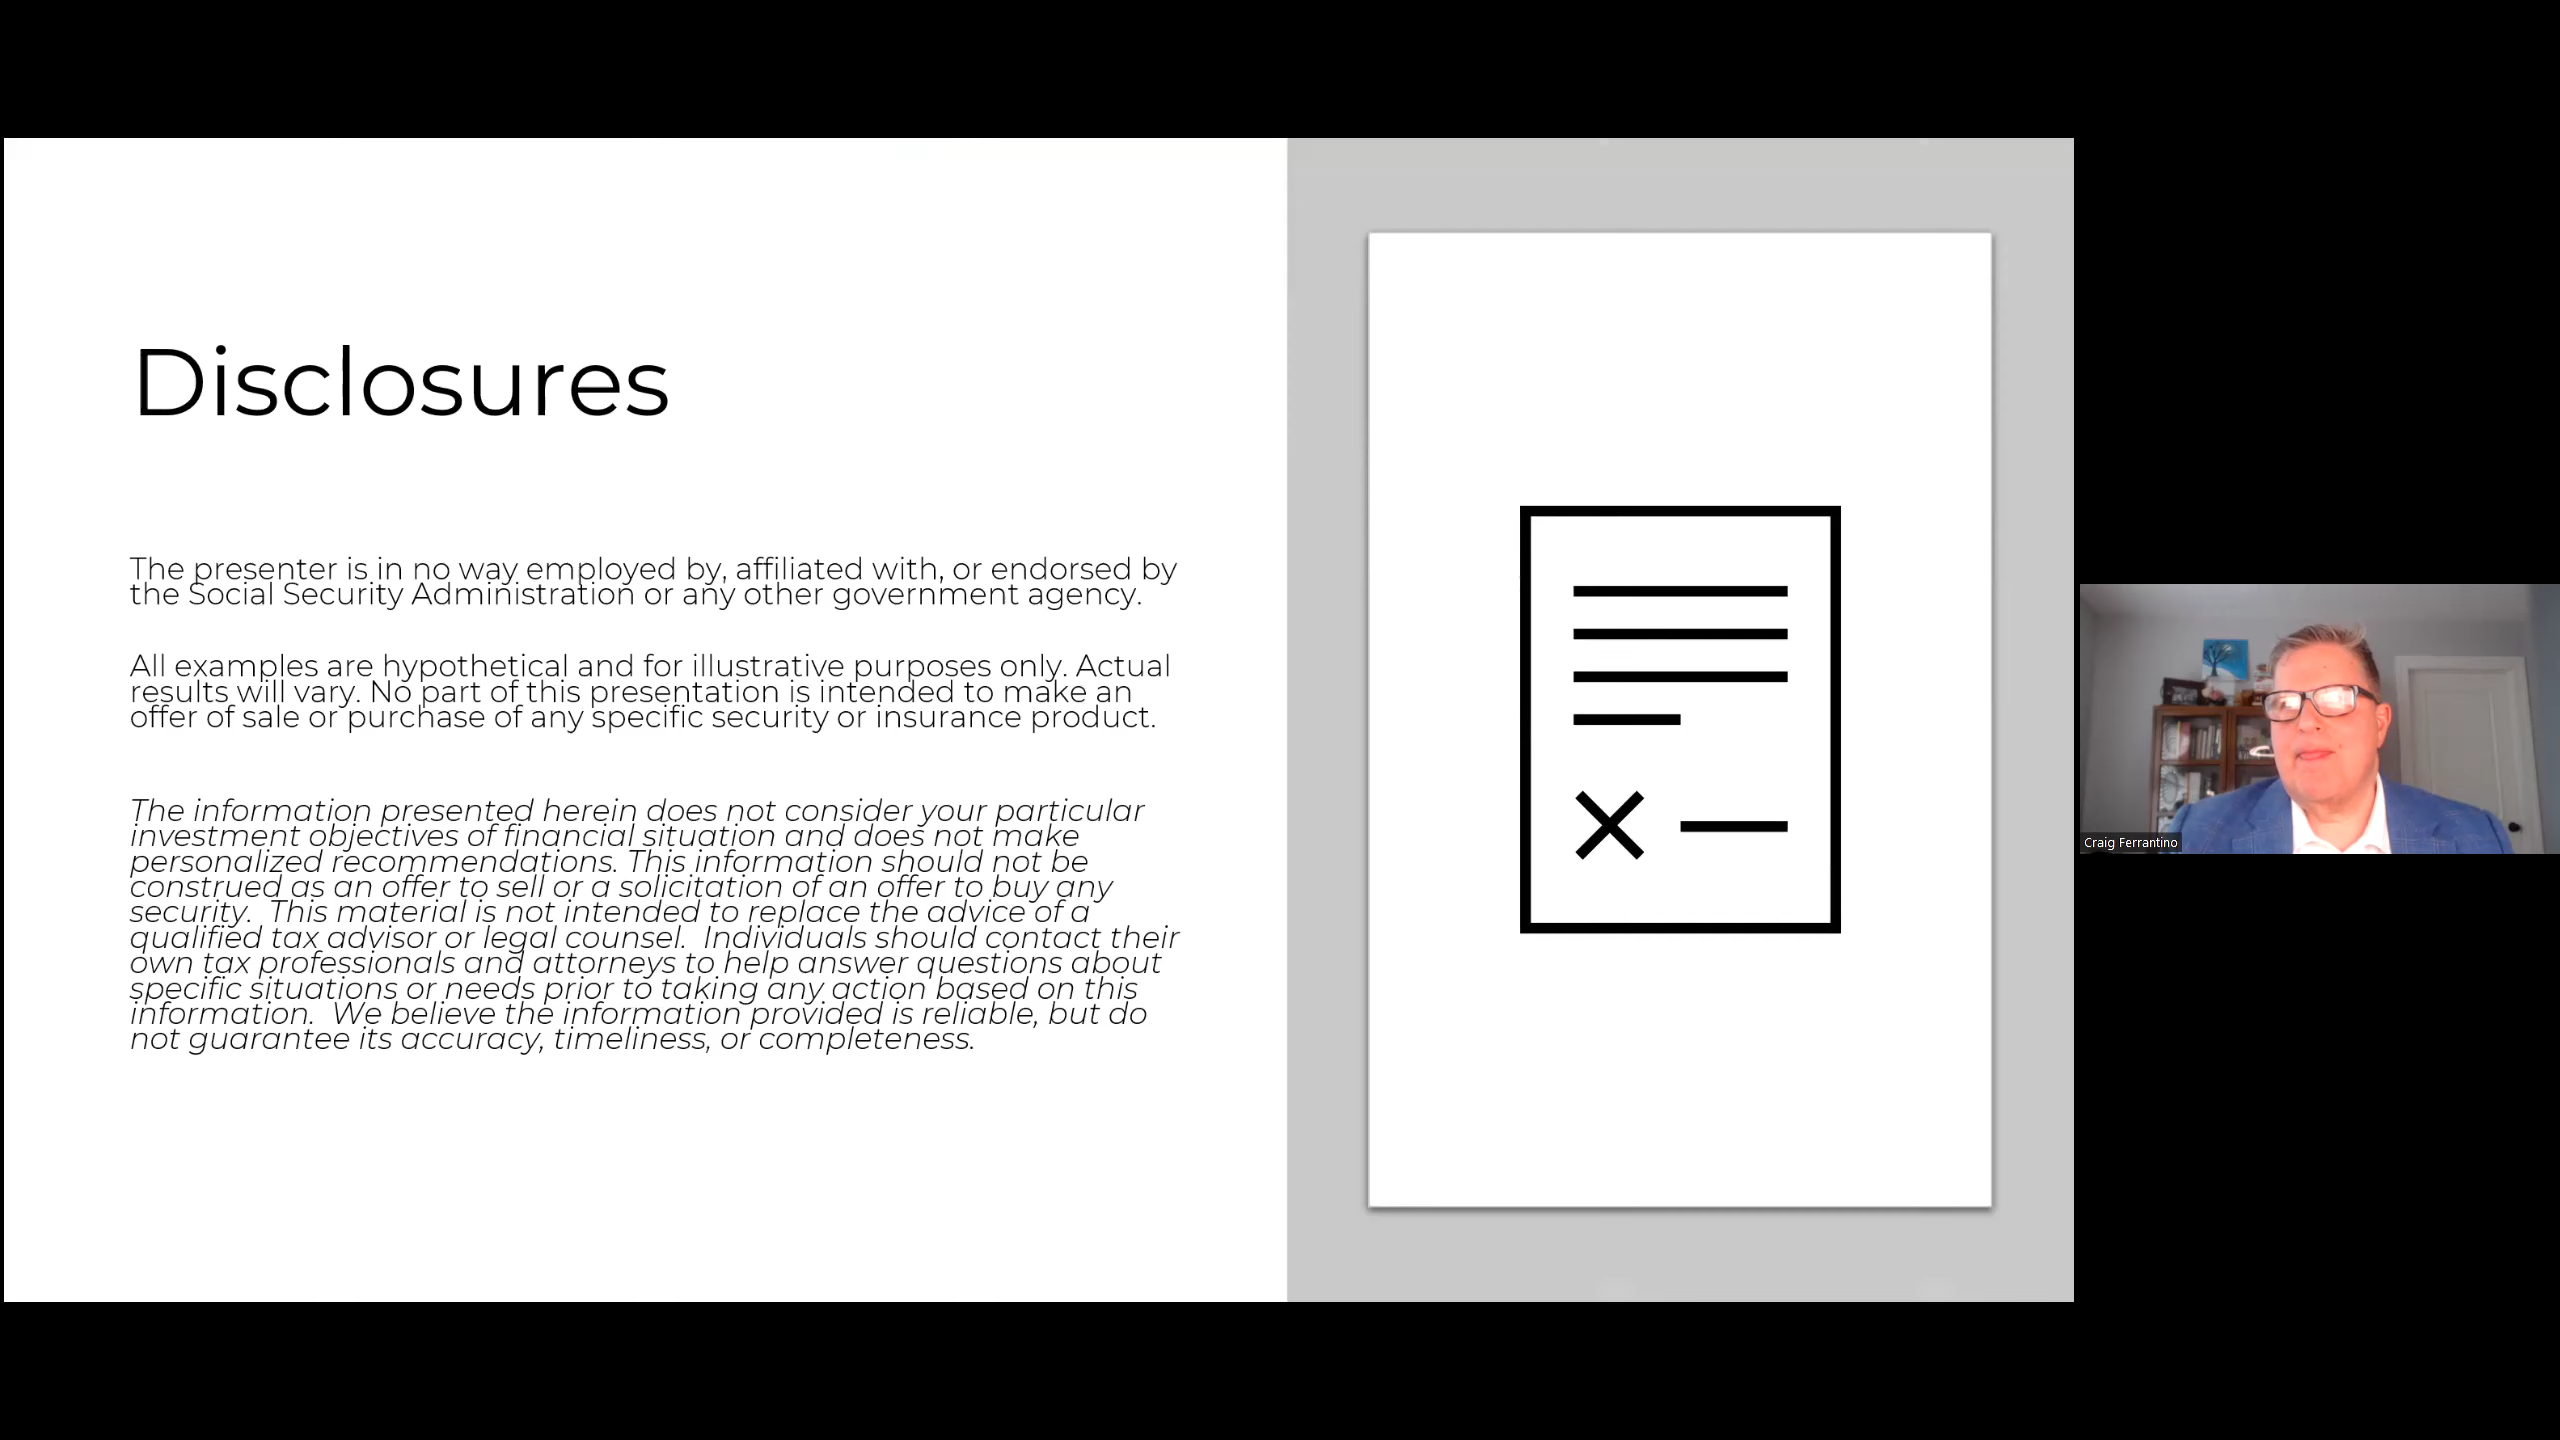 Disclosures
The presenter is in no way employed by, affiliated with, or endorsed by
the Social Security Administration or any other government agency.
All examples are hypothetical and for illustrative purposes only. Actual
results will vary. No part of this presentation is intended to make an
offer of sale or purchase of any specific security or insurance product.
The information presented herein does not consider your particular
investment objectives of financial situation and does not make
personalized recommendations. This information should not be
construed as an offer to sell or a solicitation of an offer to buy any
security.  This material is not intended to replace the advice of a
qualified tax advisor or legal counsel.  Individuals should contact their
own tax professionals and attorneys to help answer questions about
specific situations or needs prior to taking any action based on this
information.  We believe the information provided is reliable, but do
not guarantee its accuracy, timeliness, or completeness.
Craig Ferrantino